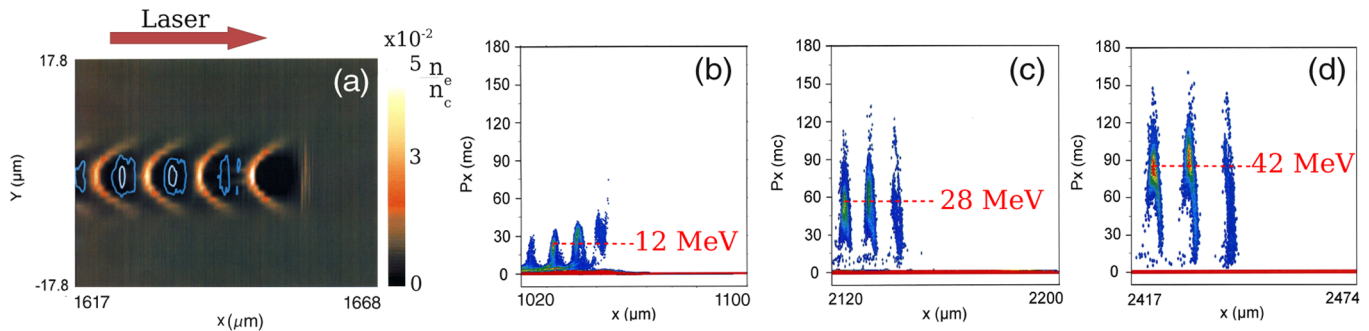 Laser
x10-2
17.8
(a)
5 n e
n c
Y (μm)
3
0
-17.8
1617
1668
x (μm)
180
(b)
150
120
Px (mc)
90
60
30
12 MeV
0
1020
1100
x (μm)
180
(c)
150
120
Px (mc)
90
60
28 MeV
30
0
2120
2200
x (μm)
180
(d)
150
120
Px (mc)
90
42 MeV
60
30
0
2417
2474
x (μm)